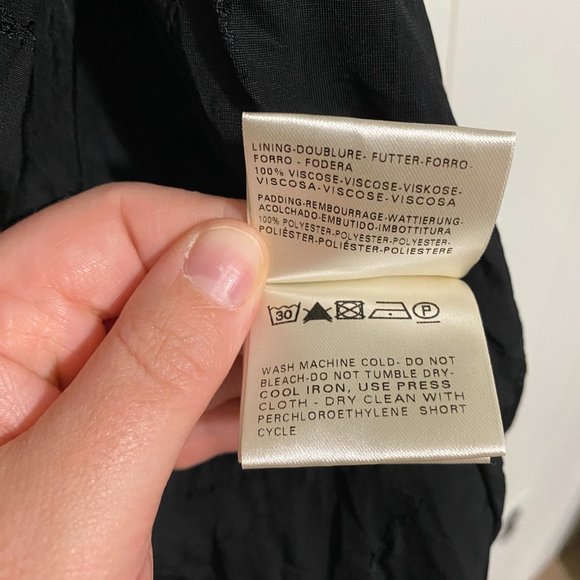 LINING-DOUBLURE- FUTTER-FORRO-
FORRO - FODERA
100% VISCOSE-VISCOSE-VISKOSE-
VISCOSA-VISCOSE-VISCOSA
PADDING-REMBOURRAGE-WATTIERUNG-
ACOLCHADO-EMBUTIDO-IMBOTTITURA
100% POLYESTER-POLYESTER-POLYESTER-
POLIÉSTER-POLIÉSTER-POLIESTERE
30 P
WASH MACHINE COLD- DO NOT
BLEACH-DO NOT TUMBLE DRY-
COOL IRON, USE PRESS
CLOTH - DRY CLEAN WITH
PERCHLOROETHYLENE SHORT
CYCLE